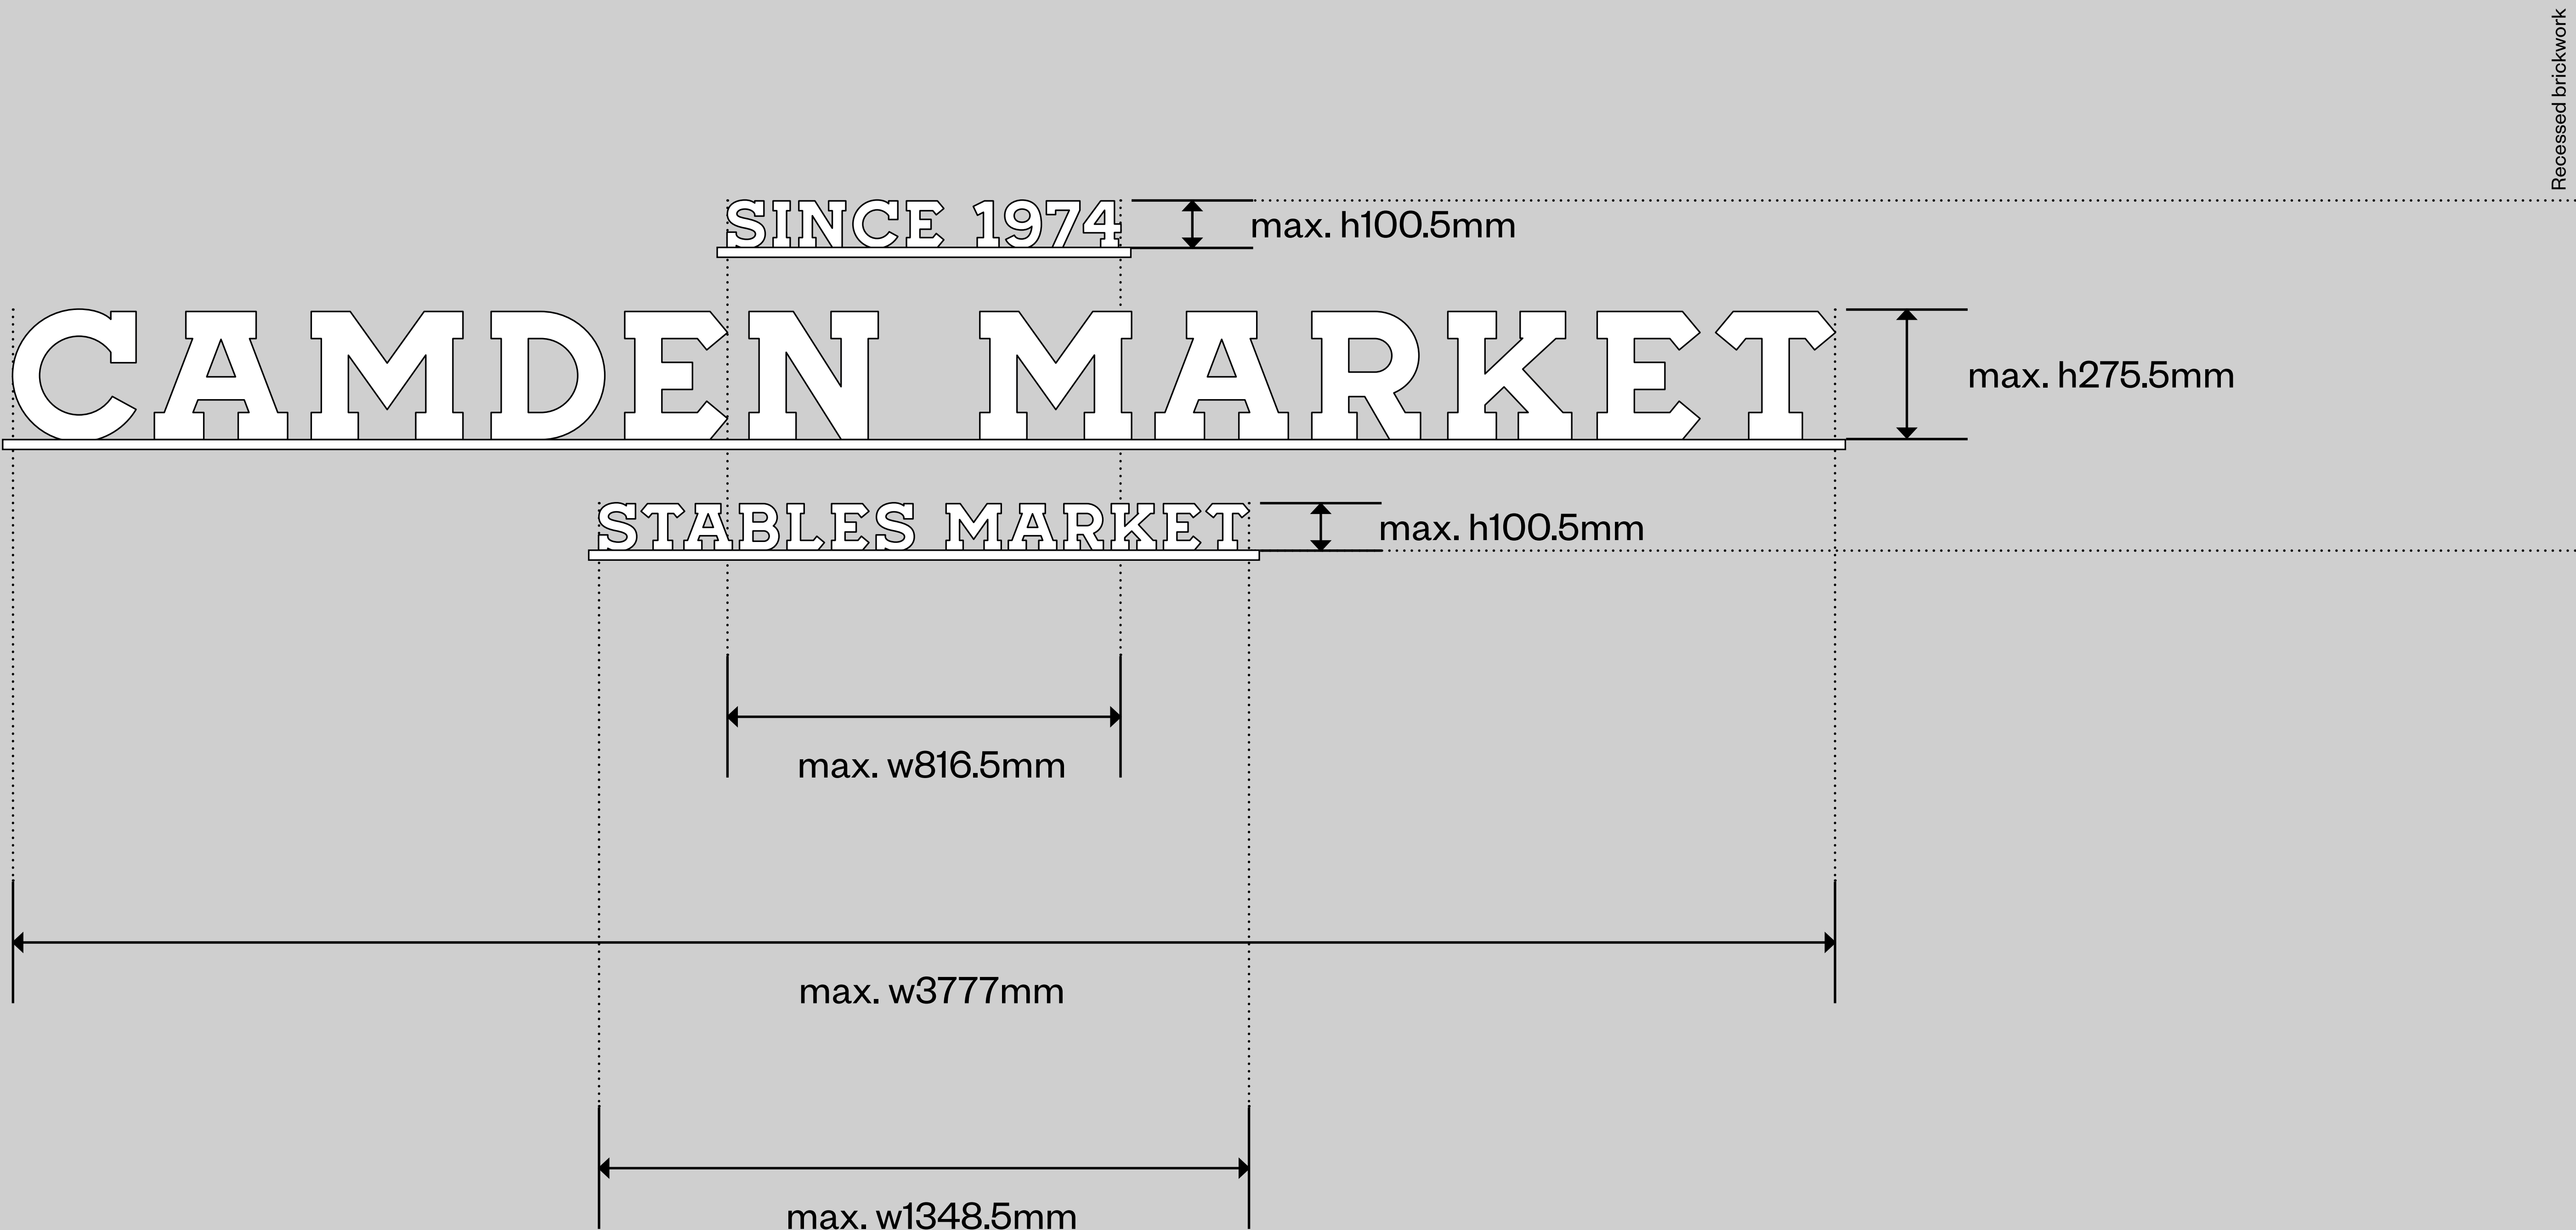 Recessed brickwork
SINCE 1974
max. h100.5mm
CAMDEN MARKET
max. h275.5mm
STABLES MARKET
max. h100.5mm
max. w816.5mm
max. w3777mm
max. w1348.5mm